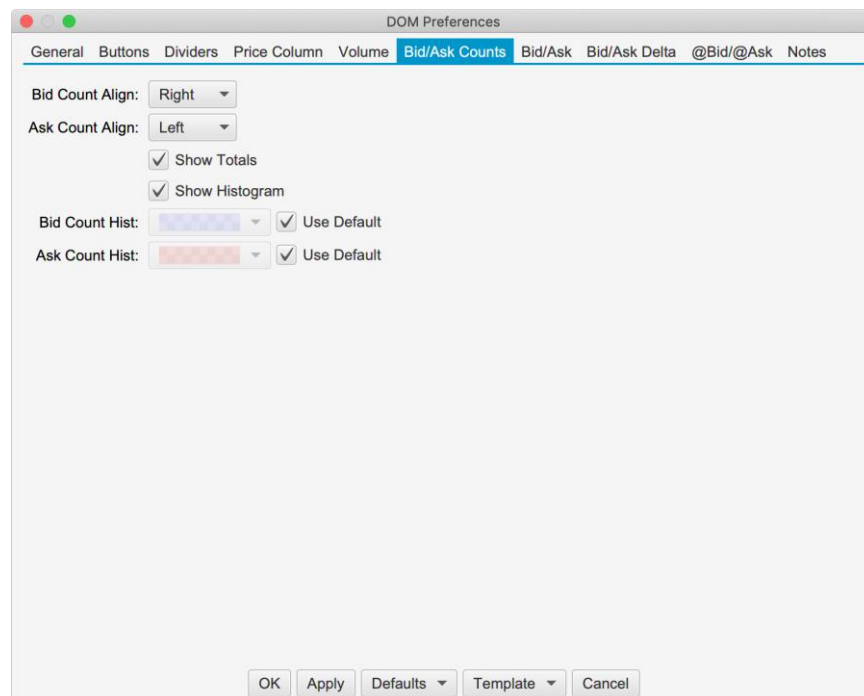 DOM Preferences
General Buttons Dividers Price Column Volume Bid/Ask Counts Bid/Ask Bid/Ask Delta @Bid/@Ask Notes
Bid Count Align: Right
Ask Count Align: Left
Show Totals
Show Histogram
Bid Count Hist: Use Default
Ask Count Hist: Use Default
OK Apply Defaults Template Cancel